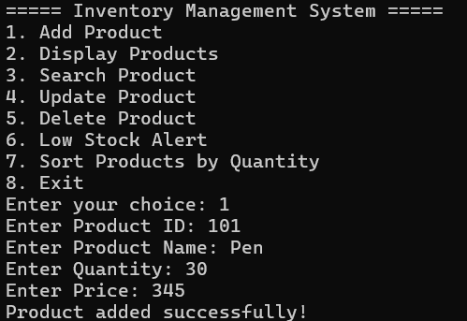 ===== Inventory Management System =====
1. Add Product
2. Display Products
3. Search Product
4. Update Product
5. Delete Product
6. Low Stock Alert
7. Sort Products by Quantity
8. Exit
Enter your choice: 1
Enter Product ID: 101
Enter Product Name: Pen
Enter Quantity: 30
Enter Price: 345
Product added successfully!